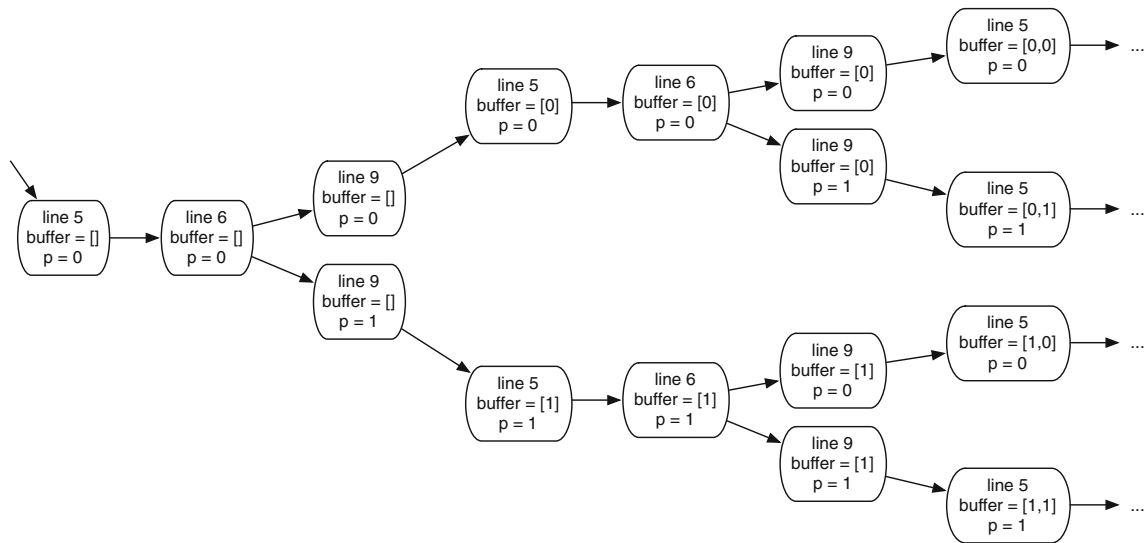 line 5
buffer = []
p = 0
line 6
buffer = []
p = 0
line 9
buffer = []
p = 0
line 9
buffer = []
p = 1
line 5
buffer = [0]
p = 0
line 6
buffer = [0]
p = 0
line 9
buffer = [0]
p = 0
line 5
buffer = [0,0]
p = 0
...
line 9
buffer = [0]
p = 1
line 5
buffer = [0,1]
p = 1
...
line 5
buffer = [1]
p = 1
line 6
buffer = [1]
p = 1
line 9
buffer = [1]
p = 0
line 5
buffer = [1,0]
p = 0
...
line 9
buffer = [1]
p = 1
line 5
buffer = [1,1]
p = 1
...